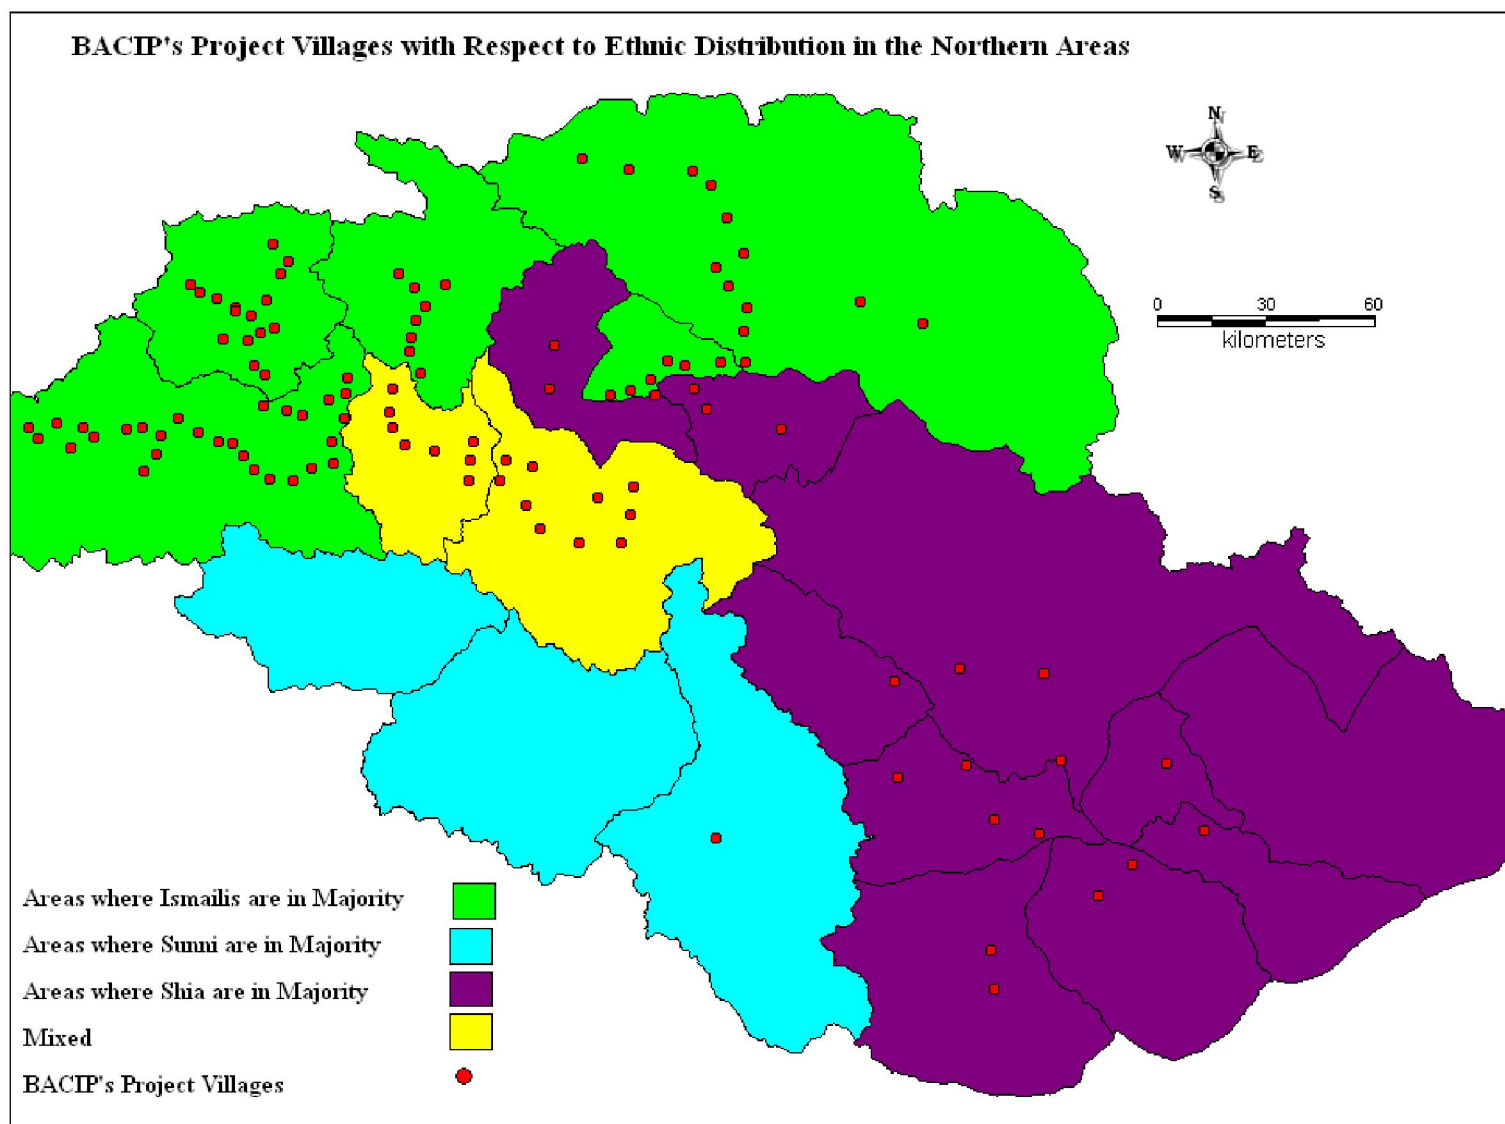 BACIP's Project Villages with Respect to Ethnic Distribution in the Northern Areas
N
W E
S
0 30 60
kilometers
Areas where Ismailis are in Majority
Areas where Sunni are in Majority
Areas where Shia are in Majority
Mixed
BACIP's Project Villages